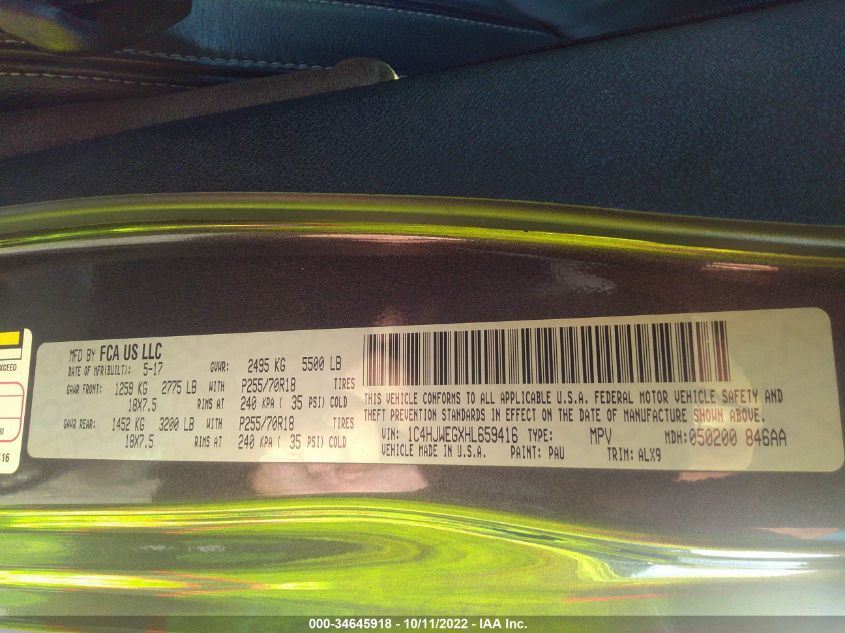 MFD BY FCA US LLC
DATE OF MFR(BUILT): 5-17 GVWR: 2495 KG 5500 LB
GAWR FRONT: 1259 KG 2775 LB WITH P255/70R18 TIRES
18X7.5 RIMS AT 240 KPA ( 35 PSI) COLD
GAWR REAR: 1452 KG 3200 LB WITH P255/70R18 TIRES
18X7.5 RIMS AT 240 KPA ( 35 PSI) COLD
THIS VEHICLE CONFORMS TO ALL APPLICABLE U.S.A. FEDERAL MOTOR VEHICLE SAFETY AND
THEFT PREVENTION STANDARDS IN EFFECT ON THE DATE OF MANUFACTURE SHOWN ABOVE.
VIN: 1C4HJWEGXHL659416 TYPE: MPV MDH: 050200 846AA
VEHICLE MADE IN U.S.A. PAINT: PAU TRIM: ALX9
EXCEED
16
000-34645918 - 10/11/2022 - IAA Inc.